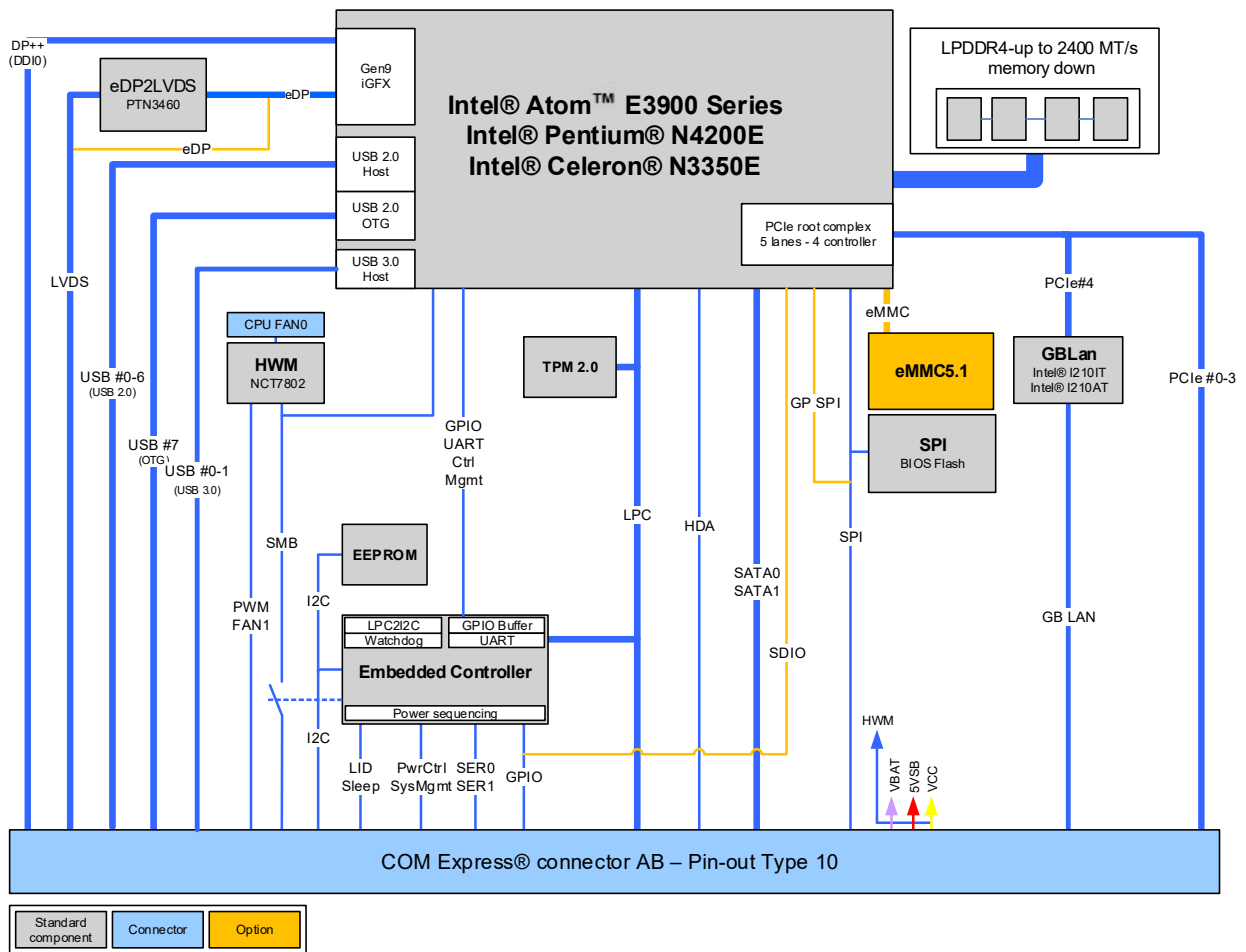 DP++
(DDI0)
eDP2LVDS
PTN3460
eDP
eDP
Gen9
iGFX
Intel® Atom™ E3900 Series
Intel® Pentium® N4200E
Intel® Celeron® N3350E
LPDDR4-up to 2400 MT/s
memory down
USB 2.0
Host
USB 2.0
OTG
USB 3.0
Host
PCIe root complex
5 lanes - 4 controller
LVDS
PCIe#4
eMMC
CPU FAN0
HWM
NCT7802
TPM 2.0
eMMC5.1
GBLan
Intel® I210IT
Intel® I210AT
PCIe #0-3
USB #0-6
(USB 2.0)
GP SPI
USB #7
(OTG)
USB #0-1
(USB 3.0)
GPIO
UART
Ctrl
Mgmt
SPI
BIOS Flash
LPC
HDA
SPI
SMB
EEPROM
SATA0
SATA1
I2C
PWM
FAN1
GB LAN
LPC2I2C
GPIO Buffer
Watchdog
UART
Embedded Controller
Power sequencing
SDIO
I2C
HWM
LID
Sleep
PwrCtrl
SysMgmt
SER0
SER1
GPIO
VBAT
5VSB
VCC
COM Express® connector AB – Pin-out Type 10
Standard
component
Connector
Option